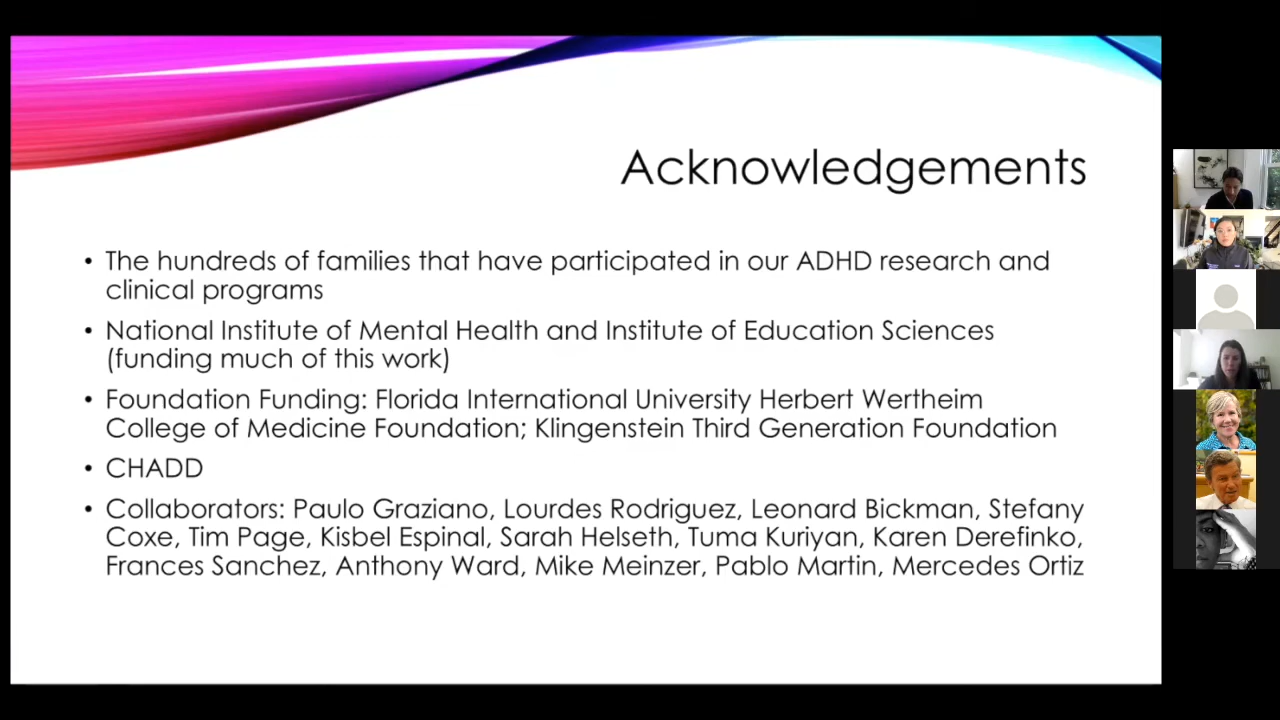 Acknowledgements
• The hundreds of families that have participated in our ADHD research and
clinical programs
• National Institute of Mental Health and Institute of Education Sciences
(funding much of this work)
• Foundation Funding: Florida International University Herbert Wertheim
College of Medicine Foundation; Klingenstein Third Generation Foundation
• CHADD
• Collaborators: Paulo Graziano, Lourdes Rodriguez, Leonard Bickman, Stefany
Coxe, Tim Page, Kisbel Espinal, Sarah Helseth, Tuma Kuriyan, Karen Derefinko,
Frances Sanchez, Anthony Ward, Mike Meinzer, Pablo Martin, Mercedes Ortiz